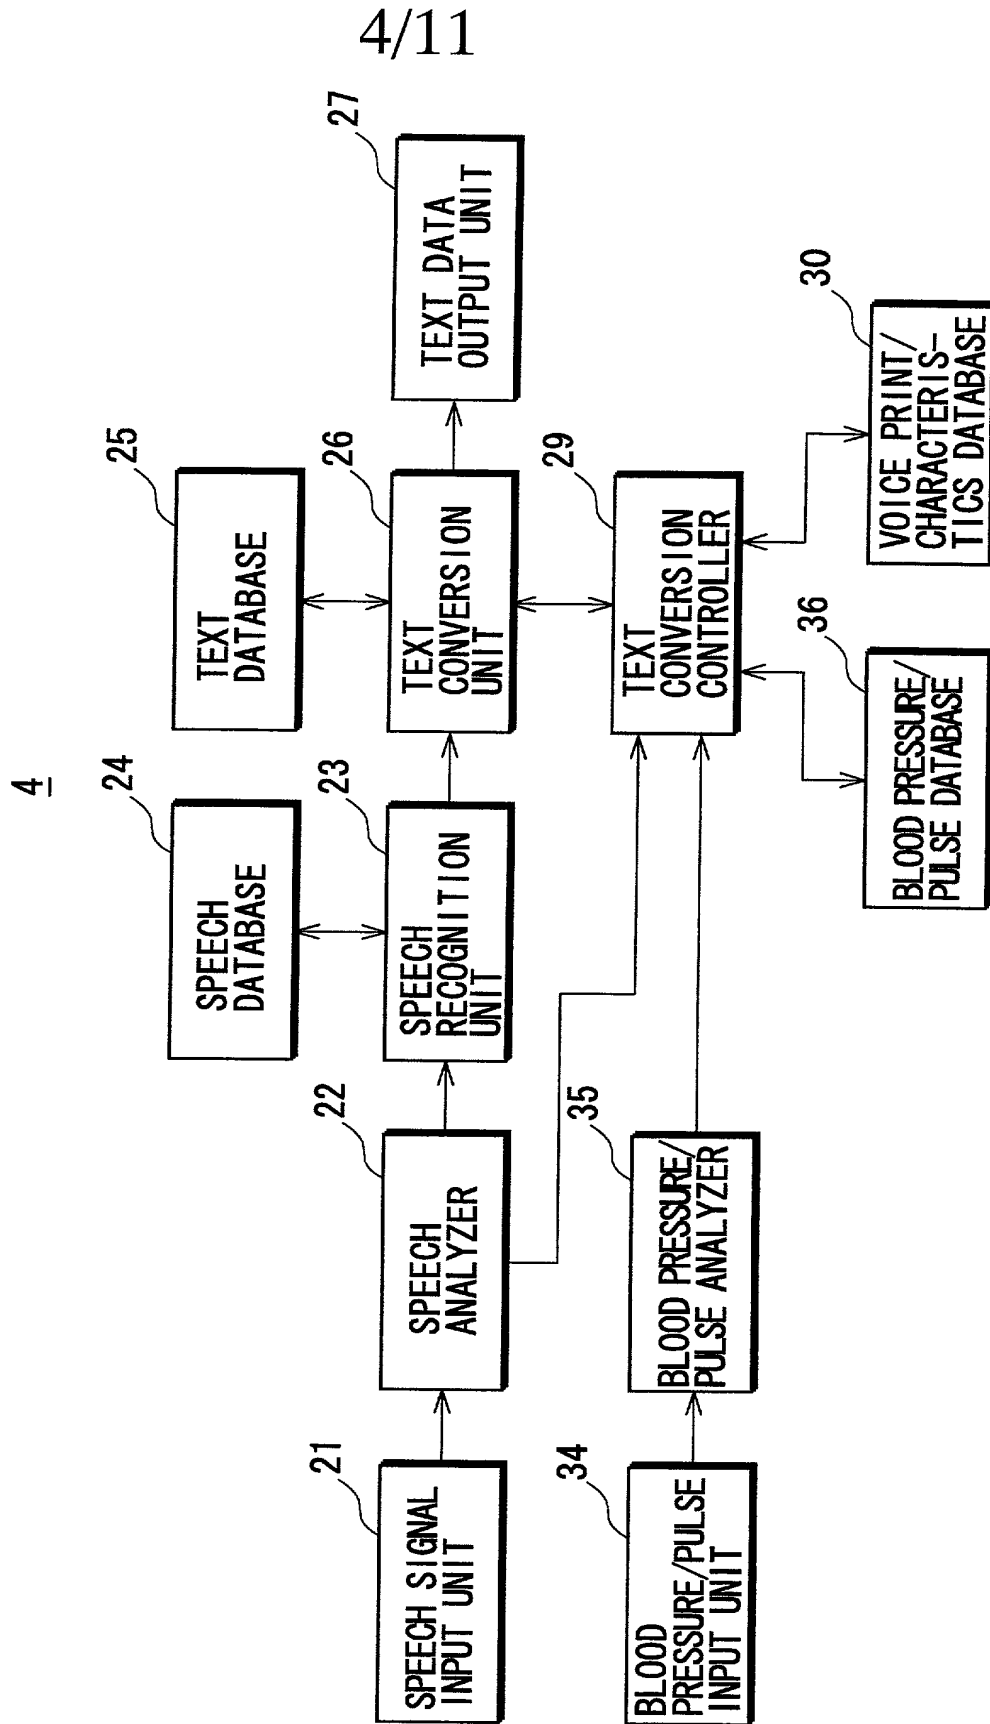 4/11
4
24
SPEECH
DATABASE
25
TEXT
DATABASE
21
SPEECH SIGNAL
INPUT UNIT
22
SPEECH
ANALYZER
23
SPEECH
RECOGNITION
UNIT
26
TEXT
CONVERSION
UNIT
27
TEXT DATA
OUTPUT UNIT
34
BLOOD
PRESSURE/PULSE
INPUT UNIT
35
BLOOD PRESSURE/
PULSE ANALYZER
29
TEXT
CONVERSION
CONTROLLER
36
BLOOD PRESSURE/
PULSE DATABASE
30
VOICE PRINT/
CHARACTERIS-
TICS DATABASE